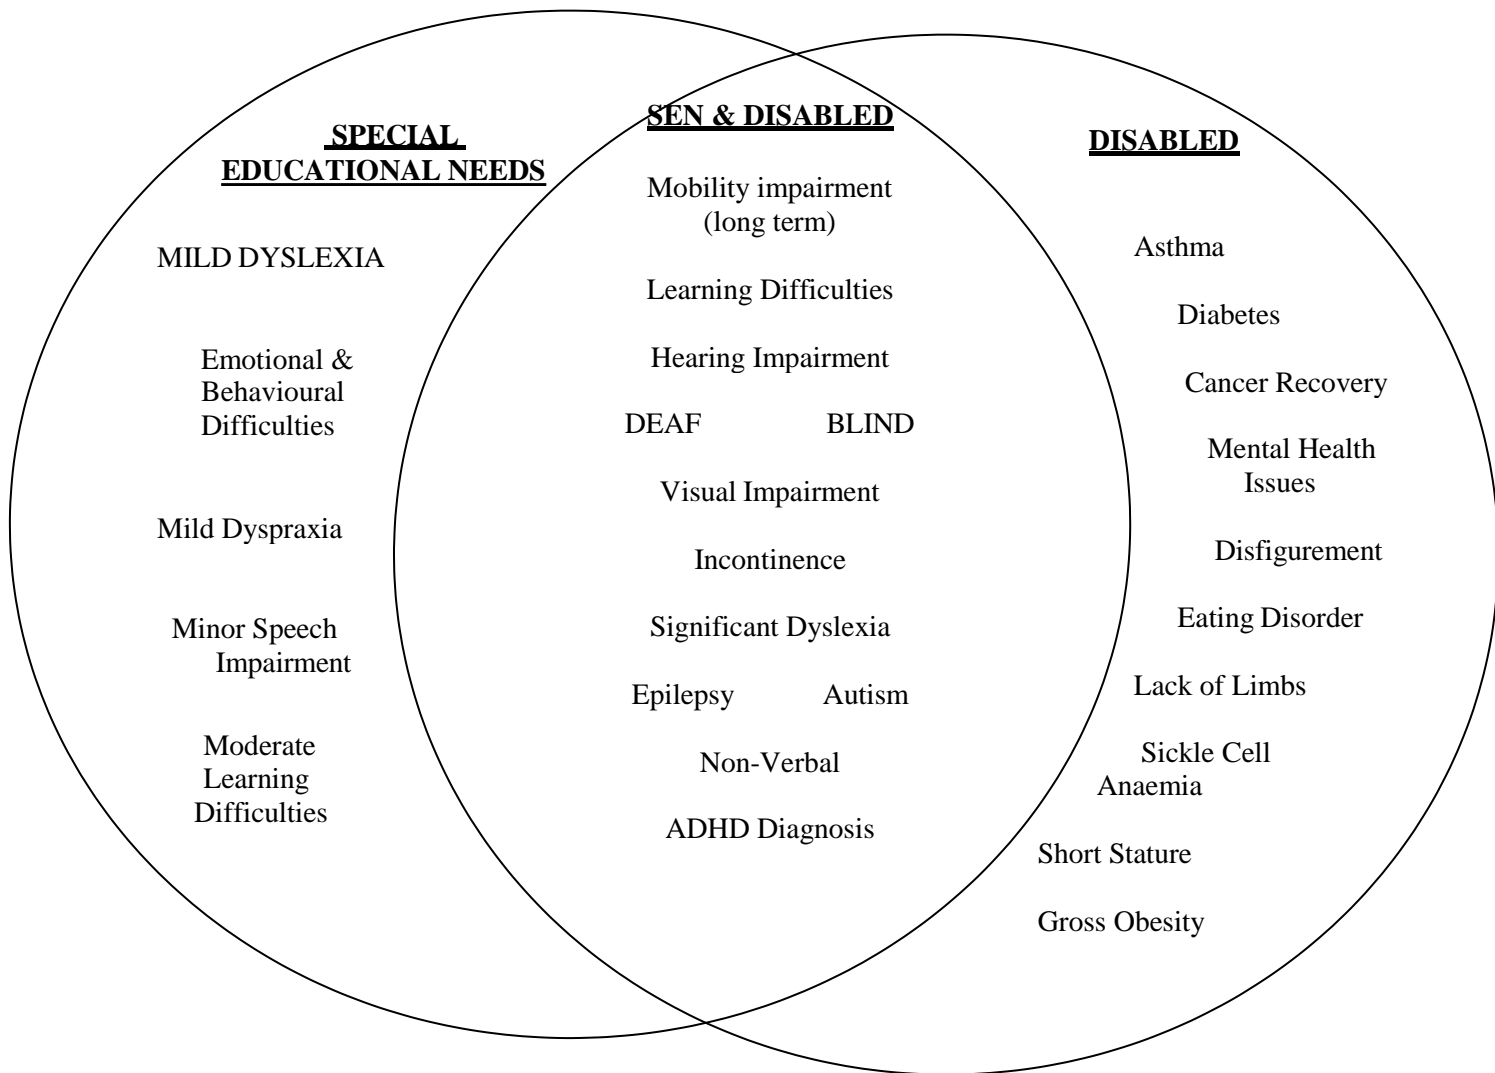 SPECIAL
EDUCATIONAL NEEDS
MILD DYSLEXIA
Emotional &
Behavioural
Difficulties
Mild Dyspraxia
Minor Speech
Impairment
Moderate
Learning
Difficulties
SEN & DISABLED
Mobility impairment
(long term)
Learning Difficulties
Hearing Impairment
DEAF BLIND
Visual Impairment
Incontinence
Significant Dyslexia
Epilepsy Autism
Non-Verbal
ADHD Diagnosis
DISABLED
Asthma
Diabetes
Cancer Recovery
Mental Health
Issues
Disfigurement
Eating Disorder
Lack of Limbs
Sickle Cell
Anaemia
Short Stature
Gross Obesity